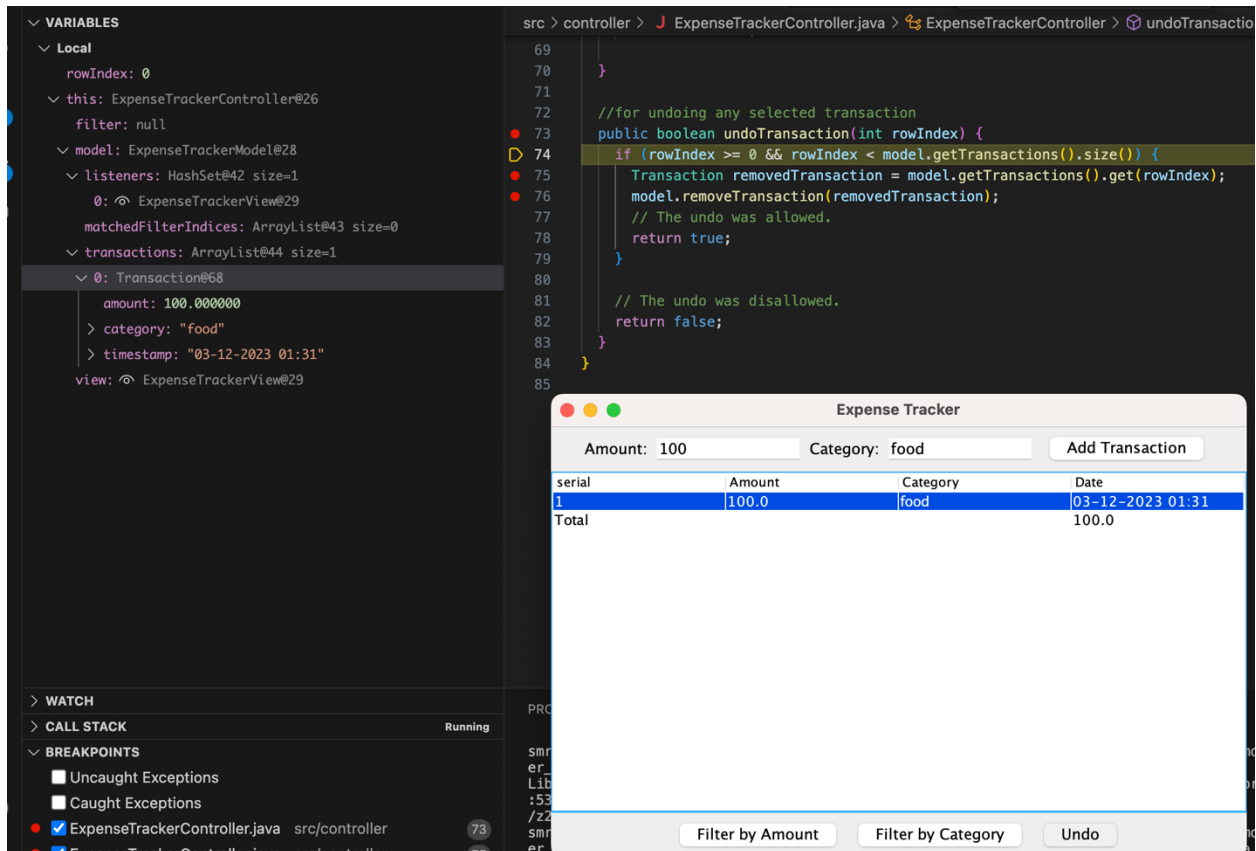 VARIABLES
Local
rowIndex: 0
this: ExpenseTrackerController@26
filter: null
model: ExpenseTrackerModel@28
listeners: HashSet@42 size=1
0: ExpenseTrackerView@29
matchedFilterIndices: ArrayList@43 size=0
transactions: ArrayList@44 size=1
0: Transaction@68
amount: 100.000000
category: "food"
timestamp: "03-12-2023 01:31"
view: ExpenseTrackerView@29
WATCH
CALL STACK Running
BREAKPOINTS
Uncaught Exceptions
Caught Exceptions
ExpenseTrackerController.java src/controller 73
src > controller > J ExpenseTrackerController.java > ExpenseTrackerController > undoTransactio
69
70 }
71
72 //for undoing any selected transaction
73 public boolean undoTransaction(int rowIndex) {
74 if (rowIndex >= 0 && rowIndex < model.getTransactions().size()) {
75 Transaction removedTransaction = model.getTransactions().get(rowIndex);
76 model.removeTransaction(removedTransaction);
77 // The undo was allowed.
78 return true;
79 }
80
81 // The undo was disallowed.
82 return false;
83 }
84 }
85
PRO
smr
er_
Lib
:53
/z2
smr
Expense Tracker
Amount: 100 Category: food Add Transaction
serial Amount Category Date
1 100.0 food 03-12-2023 01:31
Total 100.0
Filter by Amount Filter by Category Undo